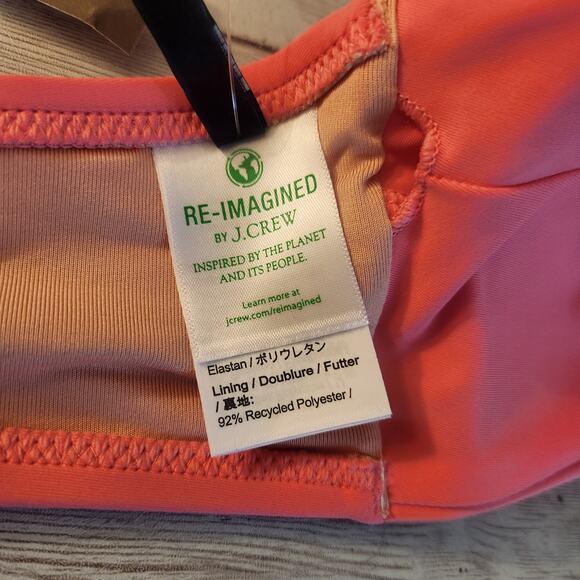 RE-IMAGINED
BY J.CREW
INSPIRED BY THE PLANET
AND ITS PEOPLE.
Learn more at
jcrew.com/reimagined
Elastan / ポリウレタン
Lining / Doublure / Futter
/ 裏地:
92% Recycled Polyester /